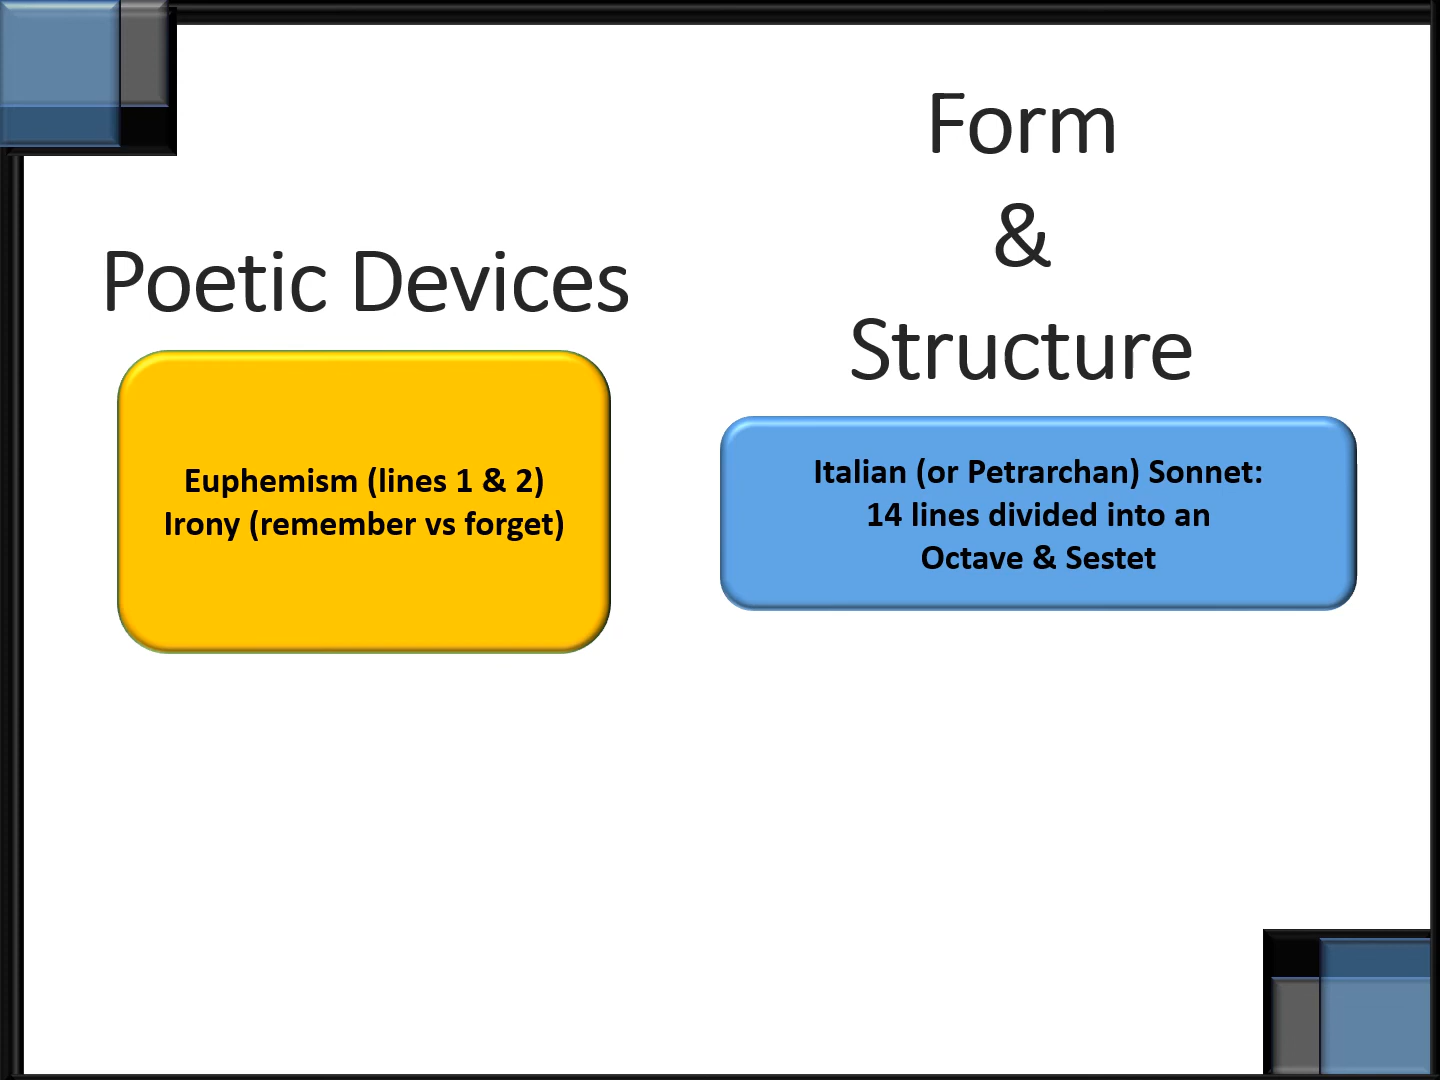 Poetic Devices
Euphemism (lines 1 & 2)
Irony (remember vs forget)
Form
&
Structure
Italian (or Petrarchan) Sonnet:
14 lines divided into an
Octave & Sestet